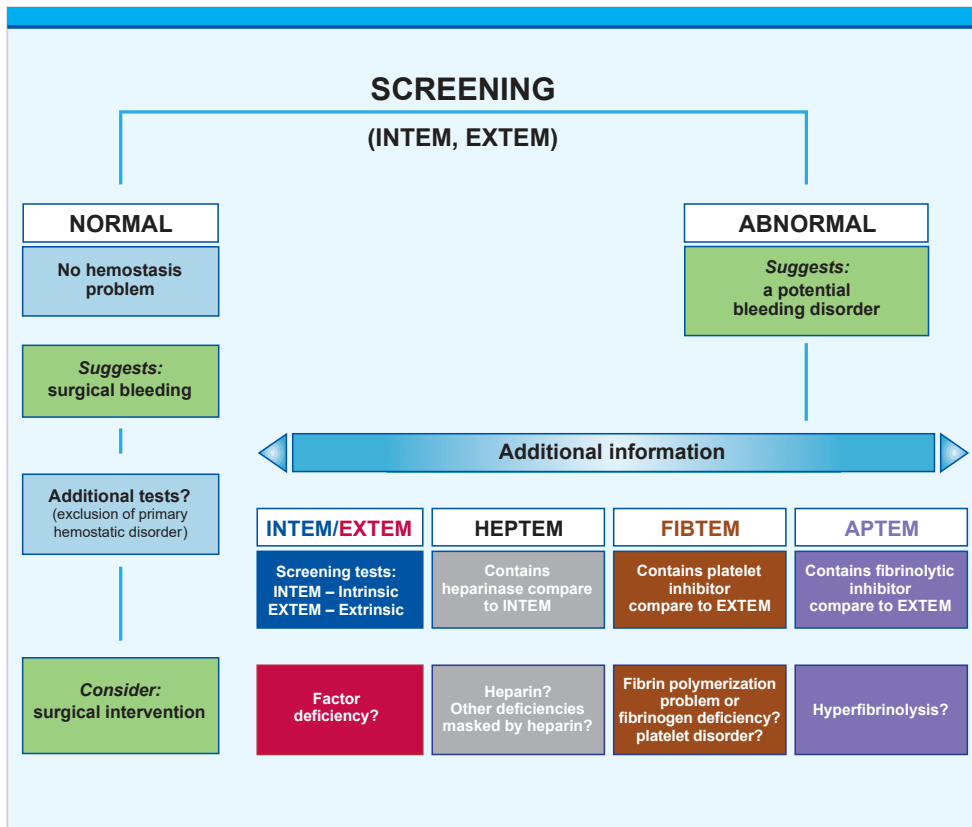 SCREENING
(INTEM, EXTEM)
NORMAL
No hemostasis
problem
Suggests:
surgical bleeding
Additional tests?
(exclusion of primary
hemostatic disorder)
Consider:
surgical intervention
ABNORMAL
Suggests:
a potential
bleeding disorder
Additional information
INTEM/EXTEM
Screening tests:
INTEM – Intrinsic
EXTEM – Extrinsic
Factor
deficiency?
HEPTEM
Contains
heparinase compare
to INTEM
Heparin?
Other deficiencies
masked by heparin?
FIBTEM
Contains platelet
inhibitor
compare to EXTEM
Fibrin polymerization
problem or
fibrinogen deficiency?
platelet disorder?
APTEM
Contains fibrinolytic
inhibitor
compare to EXTEM
Hyperfibrinolysis?